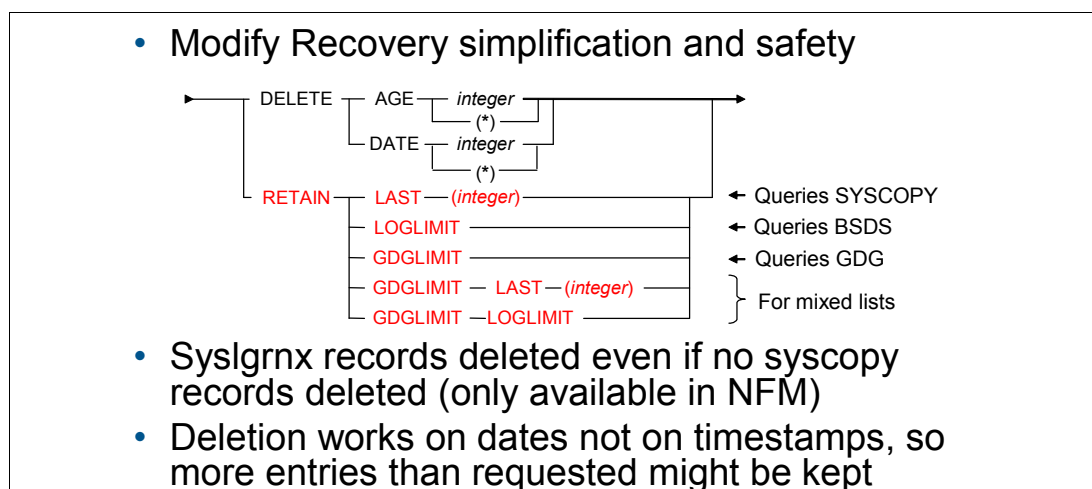 • Modify Recovery simplification and safety
DELETE AGE integer
(*)
DATE integer
(*)
RETAIN LAST (integer) Queries SYSCOPY
LOGLIMIT Queries BSDS
GDGLIMIT Queries GDG
GDGLIMIT LAST (integer)
For mixed lists
GDGLIMIT LOGLIMIT
• Syslgrnx records deleted even if no syscopy
records deleted (only available in NFM)
• Deletion works on dates not on timestamps, so
more entries than requested might be kept